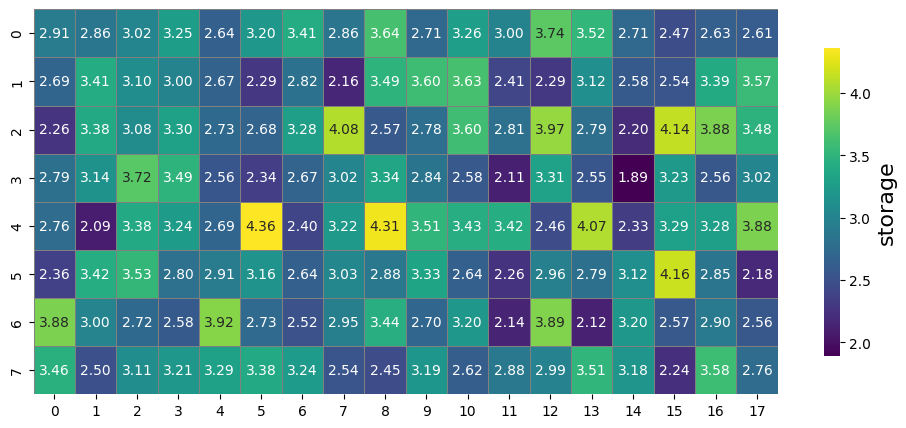 0 2.91 2.86 3.02 3.25 2.64 3.20 3.41 2.86 3.64 2.71 3.26 3.00 3.74 3.52 2.71 2.47 2.63 2.61
1 2.69 3.41 3.10 3.00 2.67 2.29 2.82 2.16 3.49 3.60 3.63 2.41 2.29 3.12 2.58 2.54 3.39 3.57
2 2.26 3.38 3.08 3.30 2.73 2.68 3.28 4.08 2.57 2.78 3.60 2.81 3.97 2.79 2.20 4.14 3.88 3.48
3 2.79 3.14 3.72 3.49 2.56 2.34 2.67 3.02 3.34 2.84 2.58 2.11 3.31 2.55 1.89 3.23 2.56 3.02
4 2.76 2.09 3.38 3.24 2.69 4.36 2.40 3.22 4.31 3.51 3.43 3.42 2.46 4.07 2.33 3.29 3.28 3.88
5 2.36 3.42 3.53 2.80 2.91 3.16 2.64 3.03 2.88 3.33 2.64 2.26 2.96 2.79 3.12 4.16 2.85 2.18
6 3.88 3.00 2.72 2.58 3.92 2.73 2.52 2.95 3.44 2.70 3.20 2.14 3.89 2.12 3.20 2.57 2.90 2.56
7 3.46 2.50 3.11 3.21 3.29 3.38 3.24 2.54 2.45 3.19 2.62 2.88 2.99 3.51 3.18 2.24 3.58 2.76
0 1 2 3 4 5 6 7 8 9 10 11 12 13 14 15 16 17
4.0
3.5
3.0
2.5
2.0
storage